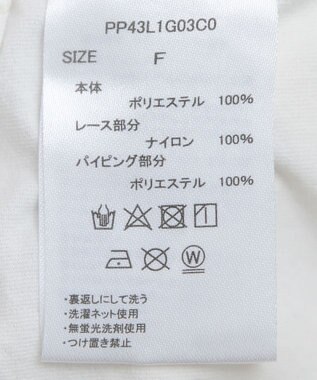 PP43L1G03C0
SIZE F
本体
ポリエステル 100%
レース部分
ナイロン 100%
パイピング部分
ポリエステル 100%
W
・裏返しにして洗う
・洗濯ネット使用
・無蛍光洗剤使用
・つけ置き禁止